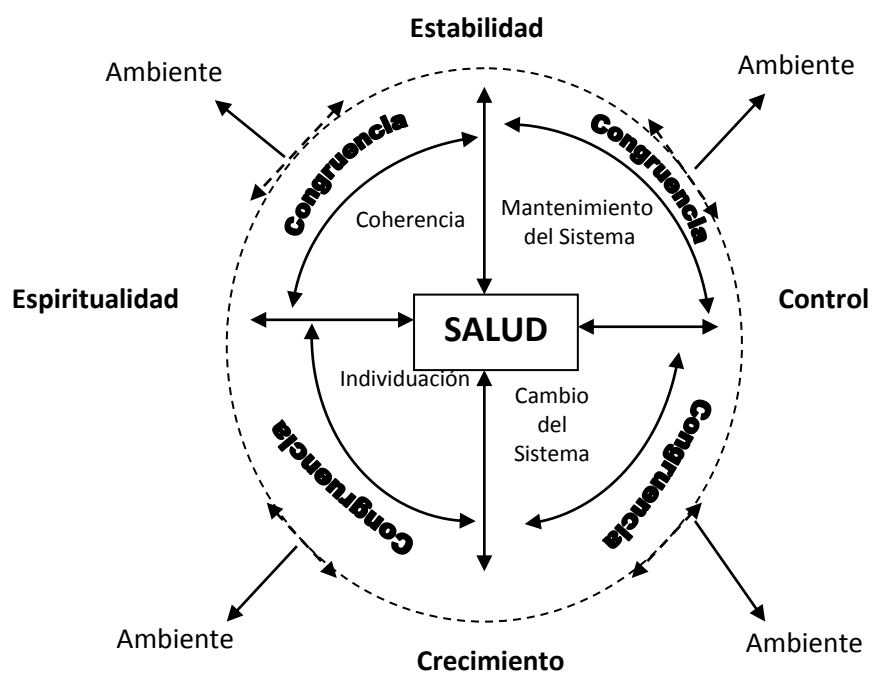 Estabilidad
Ambiente
Ambiente
Congruencia
Congruencia
Coherencia
Mantenimiento
del Sistema
Espiritualidad
SALUD
Control
Individuación
Cambio
del
Sistema
Congruencia
Congruencia
Ambiente
Ambiente
Crecimiento